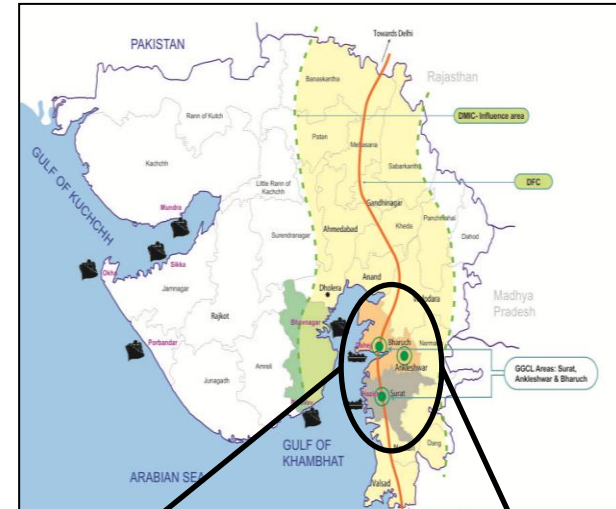 Towards Delhi
PAKISTAN
Rajasthan
Banaskantha
DMIC- Influence area
Rann of Kutch
Patan
Mehasana
Sabarkantha
GULF OF KUCHCHH
Kachchh
DFC
Little Rann of
Kachchh
Gandhinagar
Mundra
Panchmahal
Kheda
Ahmedabad
Surendranagar
Dahod
Okha
Sikka
Anand
Jamnagar
Dholera
Vadodara
Madhya
Pradesh
Rajkot
Bhavnagar
Porbandar
Bharuch
Narmada
Dahej
Ankleshwar
GGCL Areas: Surat,
Ankleshwar & Bharuch
Amreli
Junagadh
Hazira
Surat
GULF OF
KHAMBHAT
Dang
ARABIAN SEA
Valsad